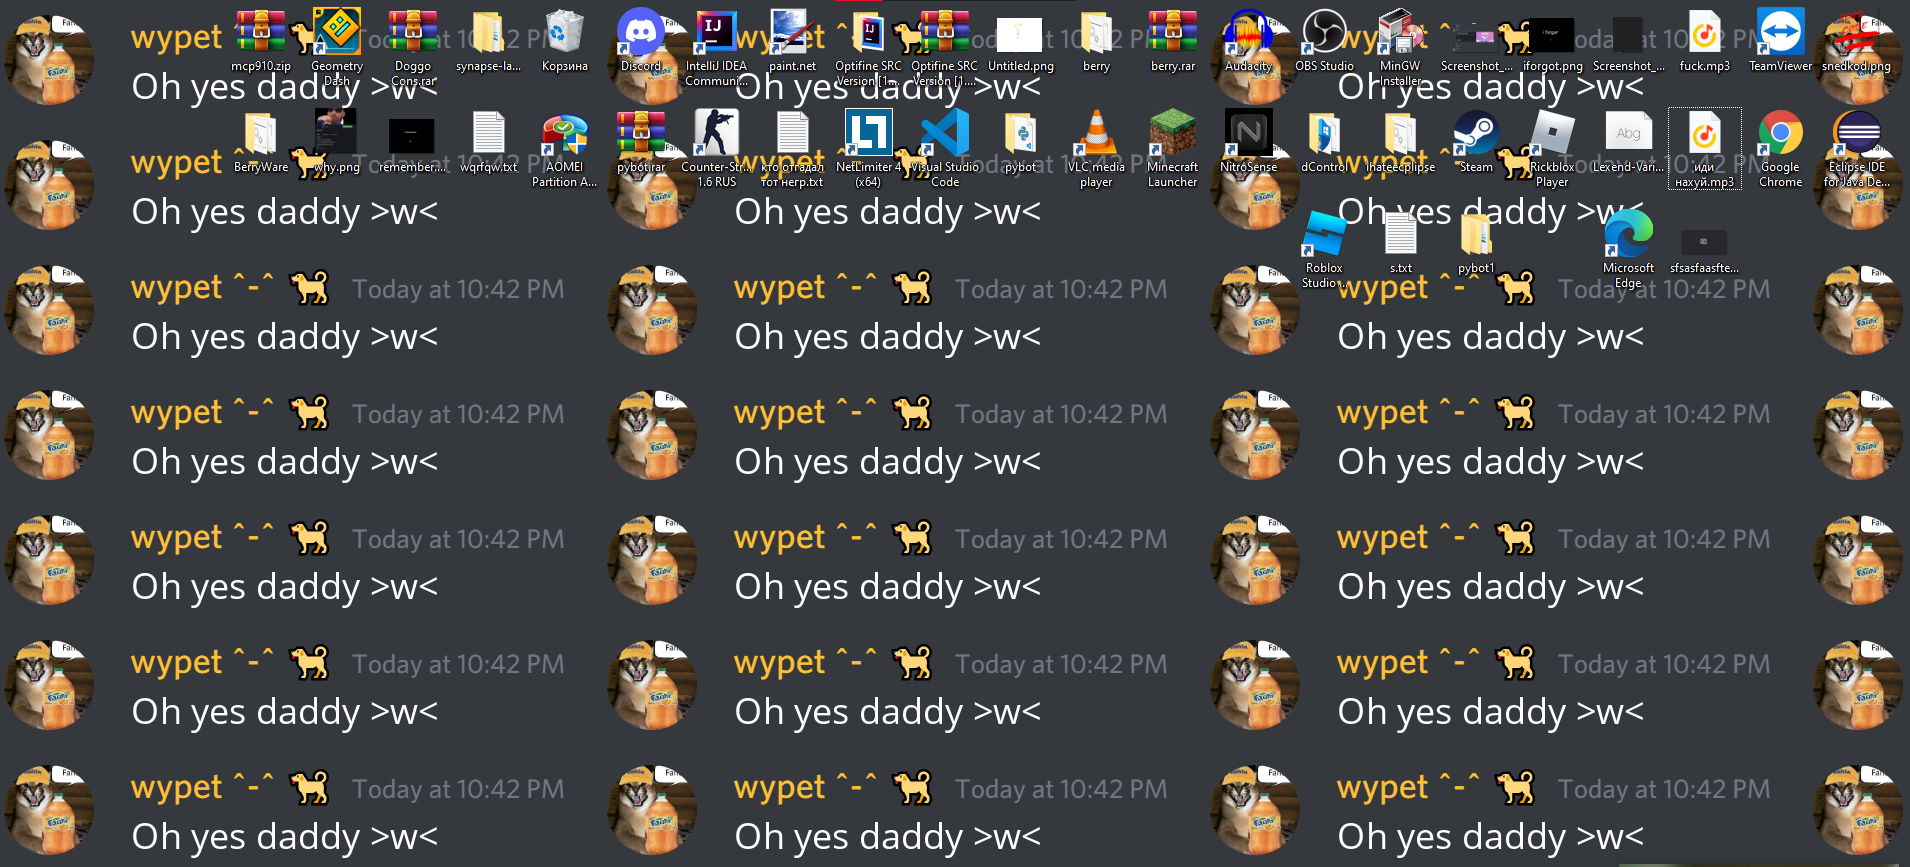 wypet ^-^ 🐕 Today at 10:42 PM
wypet ^-^ 🐕 Today at 10:42 PM
wypet ^-^ 🐕 Today at 10:42 PM
mcp910.zip
Geometry
Dash
Doggo
Cons.rar
synapse-la...
Корзина
Discord
IntelliJ IDEA
Communi...
paint.net
Optifine SRC
Version [1....
Optifine SRC
Version [1....
Untitled.png
berry
berry.rar
Audacity
OBS Studio
MinGW
Installer
Screenshot_...
iforgot.png
Screenshot_...
fuck.mp3
TeamViewer
snedkod.png
Oh yes daddy >w<
Oh yes daddy >w<
Oh yes daddy >w<
wypet ^-^ 🐕 Today at 10:42 PM
wypet ^-^ 🐕 Today at 10:42 PM
wypet ^-^ 🐕 Today at 10:42 PM
BerryWare
why.png
remember....
wqrfqw.txt
AOMEI
Partition A...
pybot.rar
Counter-Str...
1.6 RUS
кто отгадал
тот негр.txt
NetLimiter 4
(x64)
Visual Studio
Code
pybot
VLC media
player
Minecraft
Launcher
NitroSense
dControl
ihateecplipse
Steam
Rickblox
Player
Lexend-Vari...
иди
нахуй.mp3
Google
Chrome
Eclipse IDE
for Java De...
Oh yes daddy >w<
Oh yes daddy >w<
Oh yes daddy >w<
Roblox
Studio...
s.txt
pybot1
Microsoft
Edge
sfsasfaasfte...
wypet ^-^ 🐕 Today at 10:42 PM
wypet ^-^ 🐕 Today at 10:42 PM
wypet ^-^ 🐕 Today at 10:42 PM
Oh yes daddy >w<
Oh yes daddy >w<
Oh yes daddy >w<
wypet ^-^ 🐕 Today at 10:42 PM
wypet ^-^ 🐕 Today at 10:42 PM
wypet ^-^ 🐕 Today at 10:42 PM
Oh yes daddy >w<
Oh yes daddy >w<
Oh yes daddy >w<
wypet ^-^ 🐕 Today at 10:42 PM
wypet ^-^ 🐕 Today at 10:42 PM
wypet ^-^ 🐕 Today at 10:42 PM
Oh yes daddy >w<
Oh yes daddy >w<
Oh yes daddy >w<
wypet ^-^ 🐕 Today at 10:42 PM
wypet ^-^ 🐕 Today at 10:42 PM
wypet ^-^ 🐕 Today at 10:42 PM
Oh yes daddy >w<
Oh yes daddy >w<
Oh yes daddy >w<
wypet ^-^ 🐕 Today at 10:42 PM
wypet ^-^ 🐕 Today at 10:42 PM
wypet ^-^ 🐕 Today at 10:42 PM
Oh yes daddy >w<
Oh yes daddy >w<
Oh yes daddy >w<